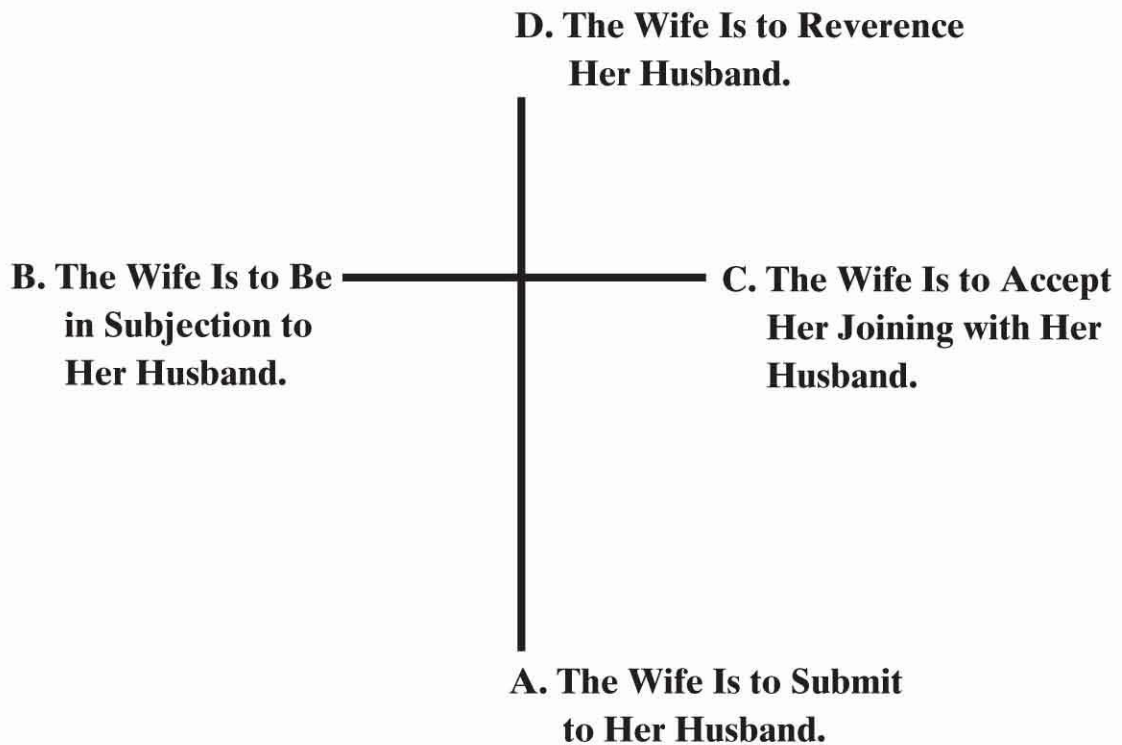 D. The Wife Is to Reverence
Her Husband.
B. The Wife Is to Be
in Subjection to
Her Husband.
C. The Wife Is to Accept
Her Joining with Her
Husband.
A. The Wife Is to Submit
to Her Husband.